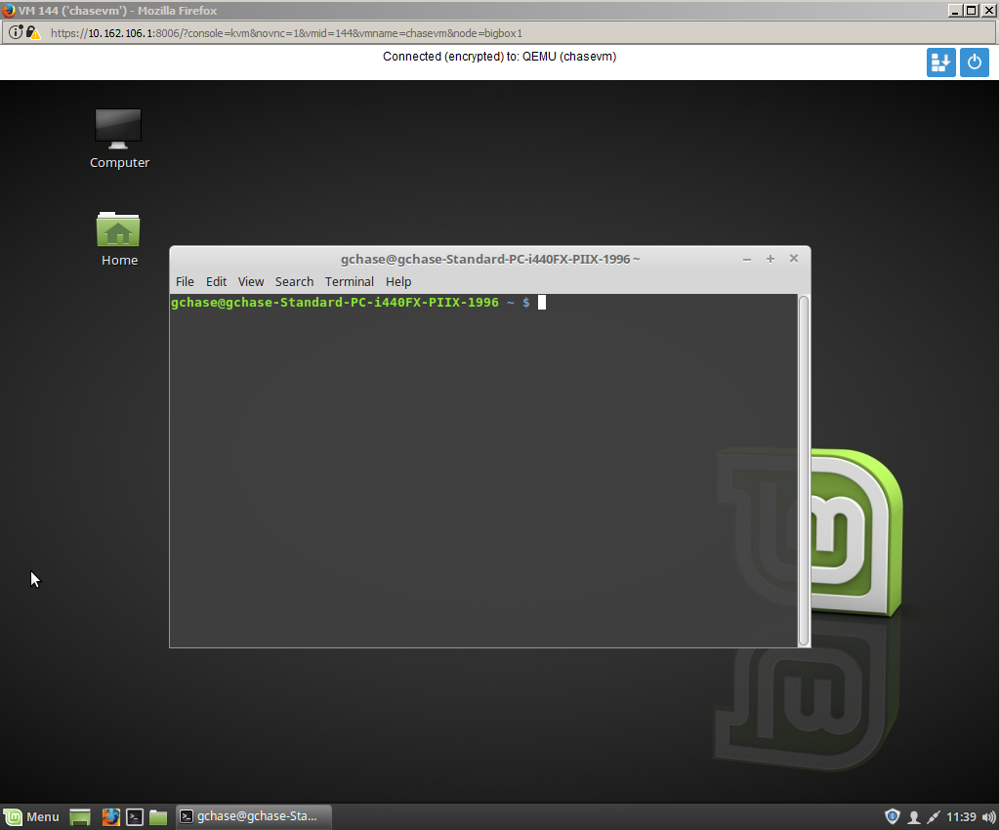 VM 144 ('chasevm') - Mozilla Firefox
https://10.162.106.1:8006/?console=kvm&novnc=1&vmid=144&vmname=chasevm&node=bigbox1
Connected (encrypted) to: QEMU (chasevm)
Computer
Home
gchase@gchase-Standard-PC-i440FX-PIIX-1996 ~
File Edit View Search Terminal Help
gchase@gchase-Standard-PC-i440FX-PIIX-1996 ~ $
Menu gchase@gchase-Sta... 11:39